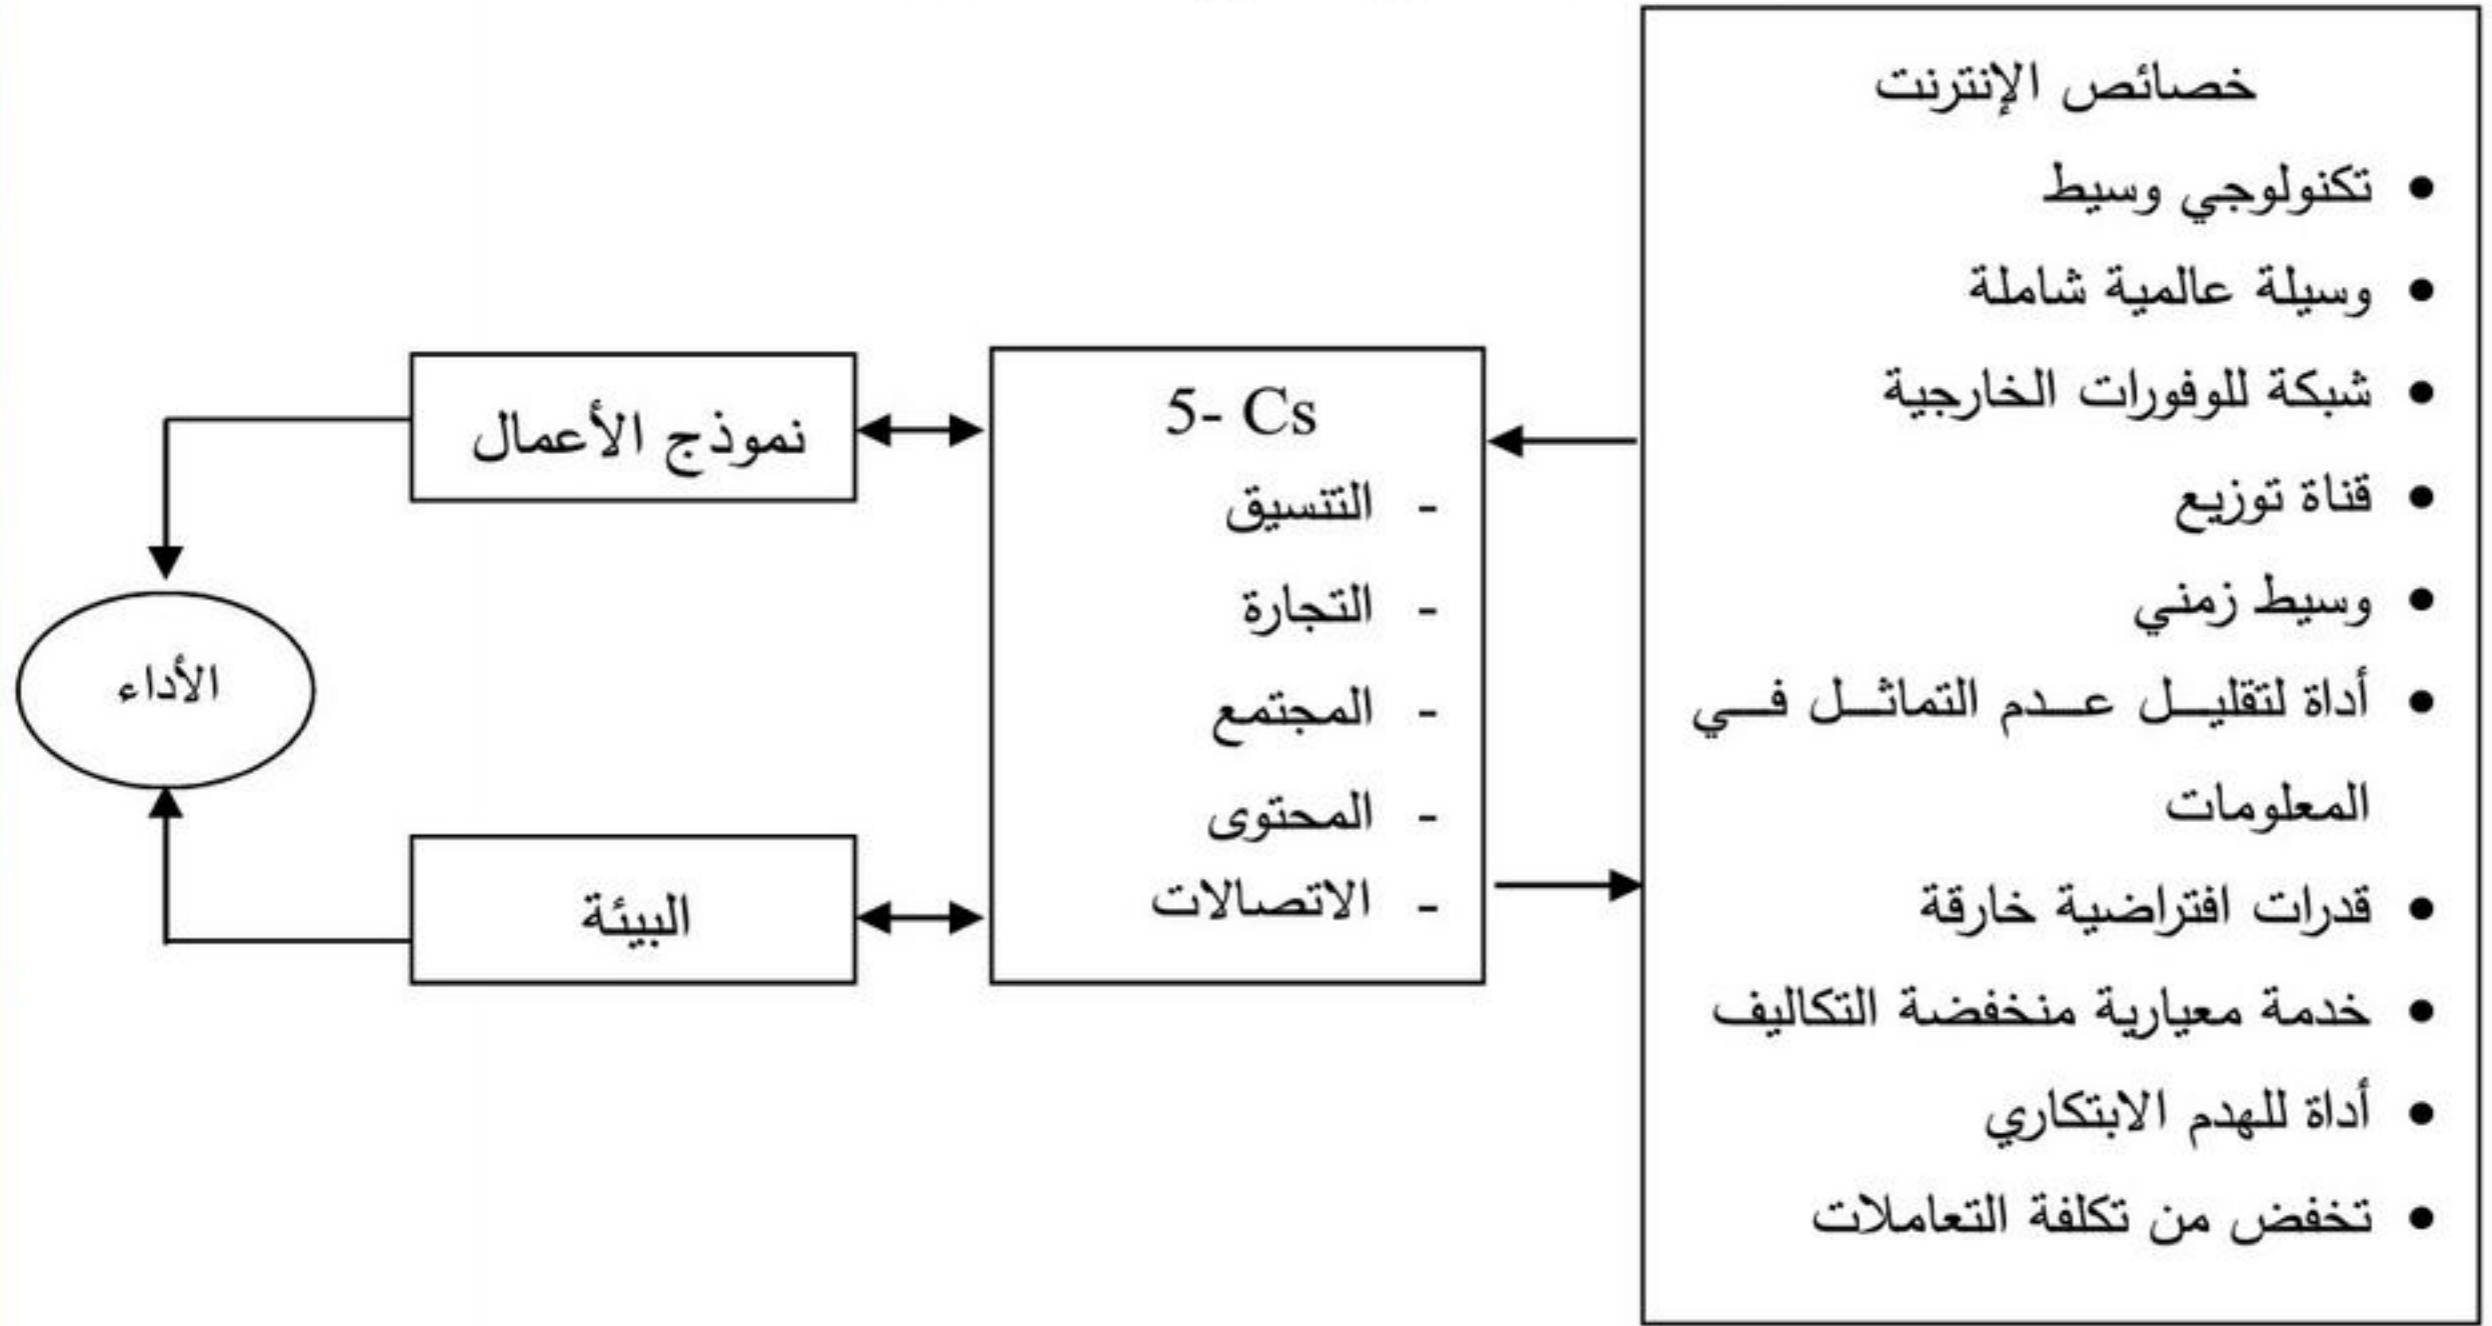 خصائص الإنترنت
• تكنولوجي وسيط
• وسيلة عالمية شاملة
• شبكة للوفورات الخارجية
• قناة توزيع
• وسيط زمني
• أداة لتقليل عدم التماثل في
المعلومات
• قدرات افتراضية خارقة
• خدمة معيارية منخفضة التكاليف
• أداة للهدم الابتكاري
• تخفض من تكلفة التعاملات
5- Cs
- التنسيق
- التجارة
- المجتمع
- المحتوى
- الاتصالات
نموذج الأعمال
البيئة
الأداء